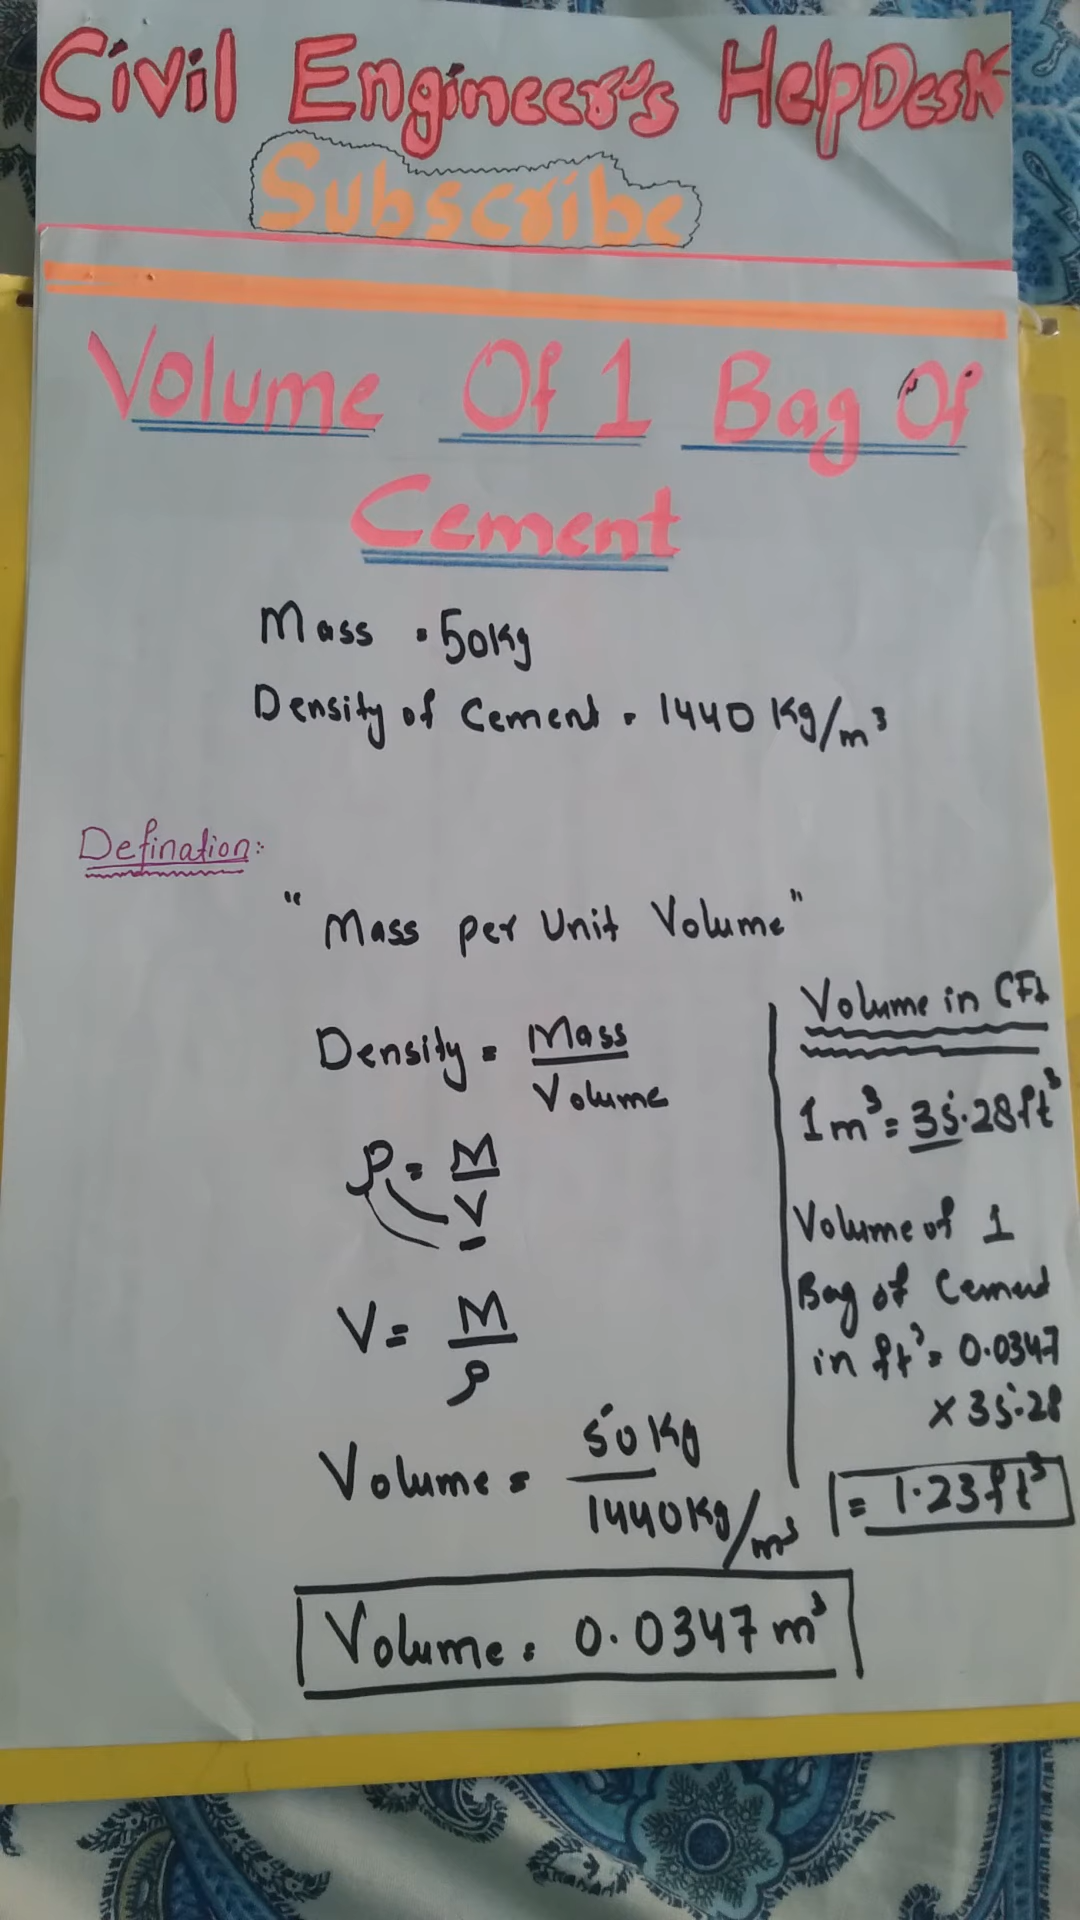 Civil Engineer's HelpDesk
Subscribe
Volume Of 1 Bag Of
Cement
Mass = 50Kg
Density of Cement = 1440 Kg/m³
Defination:
"Mass per Unit Volume"
Density = Mass
Volume
ρ = M
V
V = M
ρ
Volume = 50Kg
1440Kg/m³
Volume = 0.0347 m³
Volume in CFt
1m³ = 35.28ft³
Volume of 1
Bag of Cement
in ft³ = 0.0347
× 35.28
= 1.23ft³